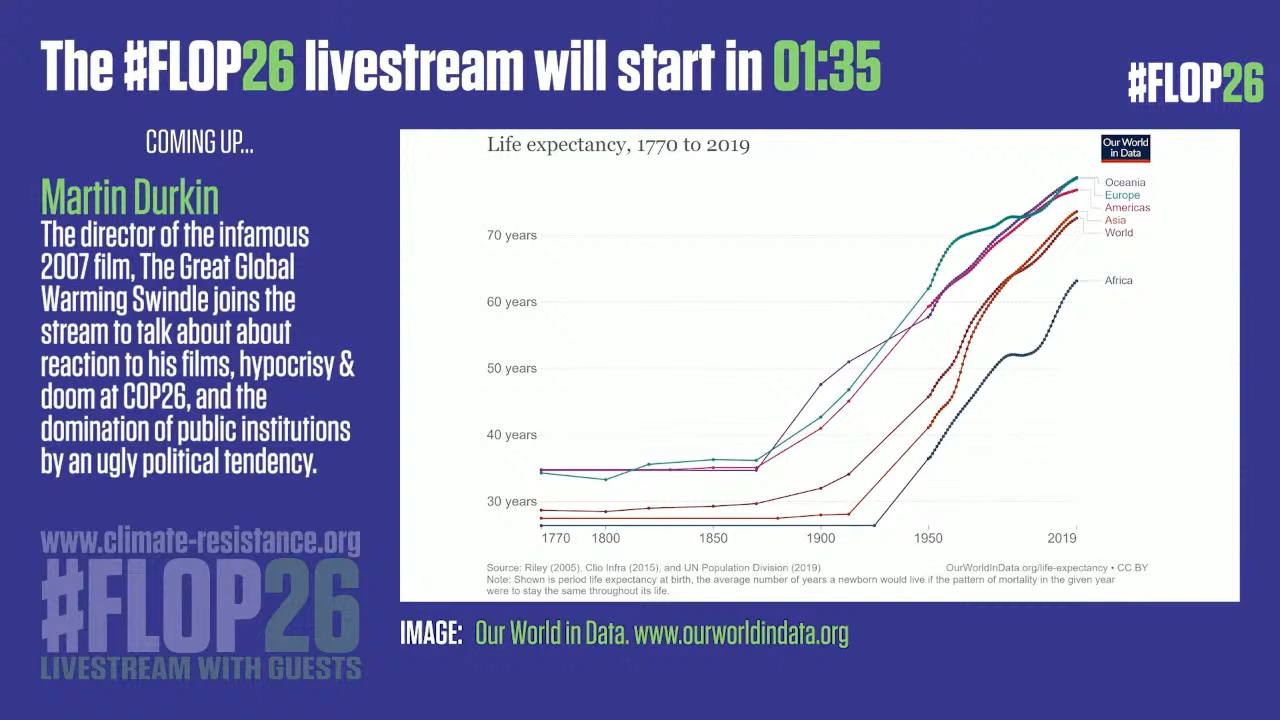 The #FLOP26 livestream will start in 01:35
#FLOP26
COMING UP...
Martin Durkin
The director of the infamous
2007 film, The Great Global
Warming Swindle joins the
stream to talk about about
reaction to his films, hypocrisy &
doom at COP26, and the
domination of public institutions
by an ugly political tendency.
www.climate-resistance.org
#FLOP26
LIVESTREAM WITH GUESTS
Life expectancy, 1770 to 2019
Our World
in Data
Oceania
Europe
Americas
Asia
World
Africa
70 years
60 years
50 years
40 years
30 years
1770 1800 1850 1900 1950 2019
Source: Riley (2005), Clio Infra (2015), and UN Population Division (2019)
OurWorldInData.org/life-expectancy • CC BY
Note: Shown is period life expectancy at birth, the average number of years a newborn would live if the pattern of mortality in the given year
were to stay the same throughout its life.
IMAGE: Our World in Data. www.ourworldindata.org